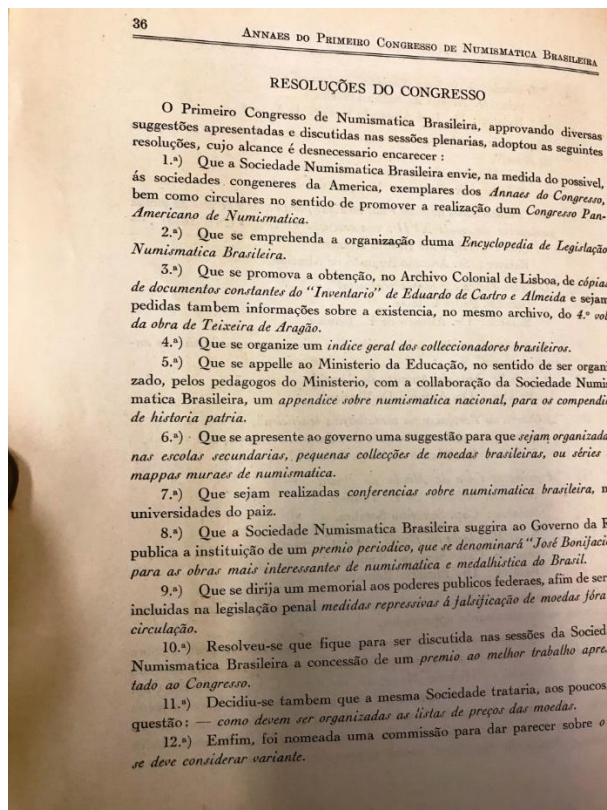 36
ANNAES DO PRIMEIRO CONGRESSO DE NUMISMATICA BRASILEIRA
RESOLUÇÕES DO CONGRESSO
O Primeiro Congresso de Numismatica Brasileira, approvando diversas
suggestões apresentadas e discutidas nas sessões plenarias, adoptou as seguintes
resoluções, cujo alcance é desnecessario encarecer :
1.ª) Que a Sociedade Numismatica Brasileira envie, na medida do possivel,
ás sociedades congeneres da America, exemplares dos Annaes do Congresso,
bem como circulares no sentido de promover a realização dum Congresso Pan-
Americano de Numismatica.
2.ª) Que se emprehenda a organização duma Encyclopedia de Legislação
Numismatica Brasileira.
3.ª) Que se promova a obtenção, no Archivo Colonial de Lisboa, de cópias
de documentos constantes do "Inventario" de Eduardo de Castro e Almeida e sejam
pedidas tambem informações sobre a existencia, no mesmo archivo, do 4.º vol
da obra de Teixeira de Aragão.
4.ª) Que se organize um indice geral dos colleccionadores brasileiros.
5.ª) Que se appelle ao Ministerio da Educação, no sentido de ser organi
zado, pelos pedagogos do Ministerio, com a collaboração da Sociedade Numis
matica Brasileira, um appendice sobre numismatica nacional, para os compendi
de historia patria.
6.ª) Que se apresente ao governo uma suggestão para que sejam organizada
nas escolas secundarias, pequenas collecções de moedas brasileiras, ou séries
mappas muraes de numismatica.
7.ª) Que sejam realizadas conferencias sobre numismatica brasileira, n
universidades do paiz.
8.ª) Que a Sociedade Numismatica Brasileira suggira ao Governo da R
publica a instituição de um premio periodico, que se denominará "José Bonifacio
para as obras mais interessantes de numismatica e medalhistica do Brasil.
9.ª) Que se dirija um memorial aos poderes publicos federaes, afim de ser
incluidas na legislação penal medidas repressivas á falsificação de moedas fóra
circulação.
10.ª) Resolveu-se que fique para ser discutida nas sessões da Socied
Numismatica Brasileira a concessão de um premio ao melhor trabalho apre
tado ao Congresso.
11.ª) Decidiu-se tambem que a mesma Sociedade trataria, aos poucos
questão : — como devem ser organizadas as listas de preços das moedas.
12.ª) Emfim, foi nomeada uma commissão para dar parecer sobre o
se deve considerar variante.